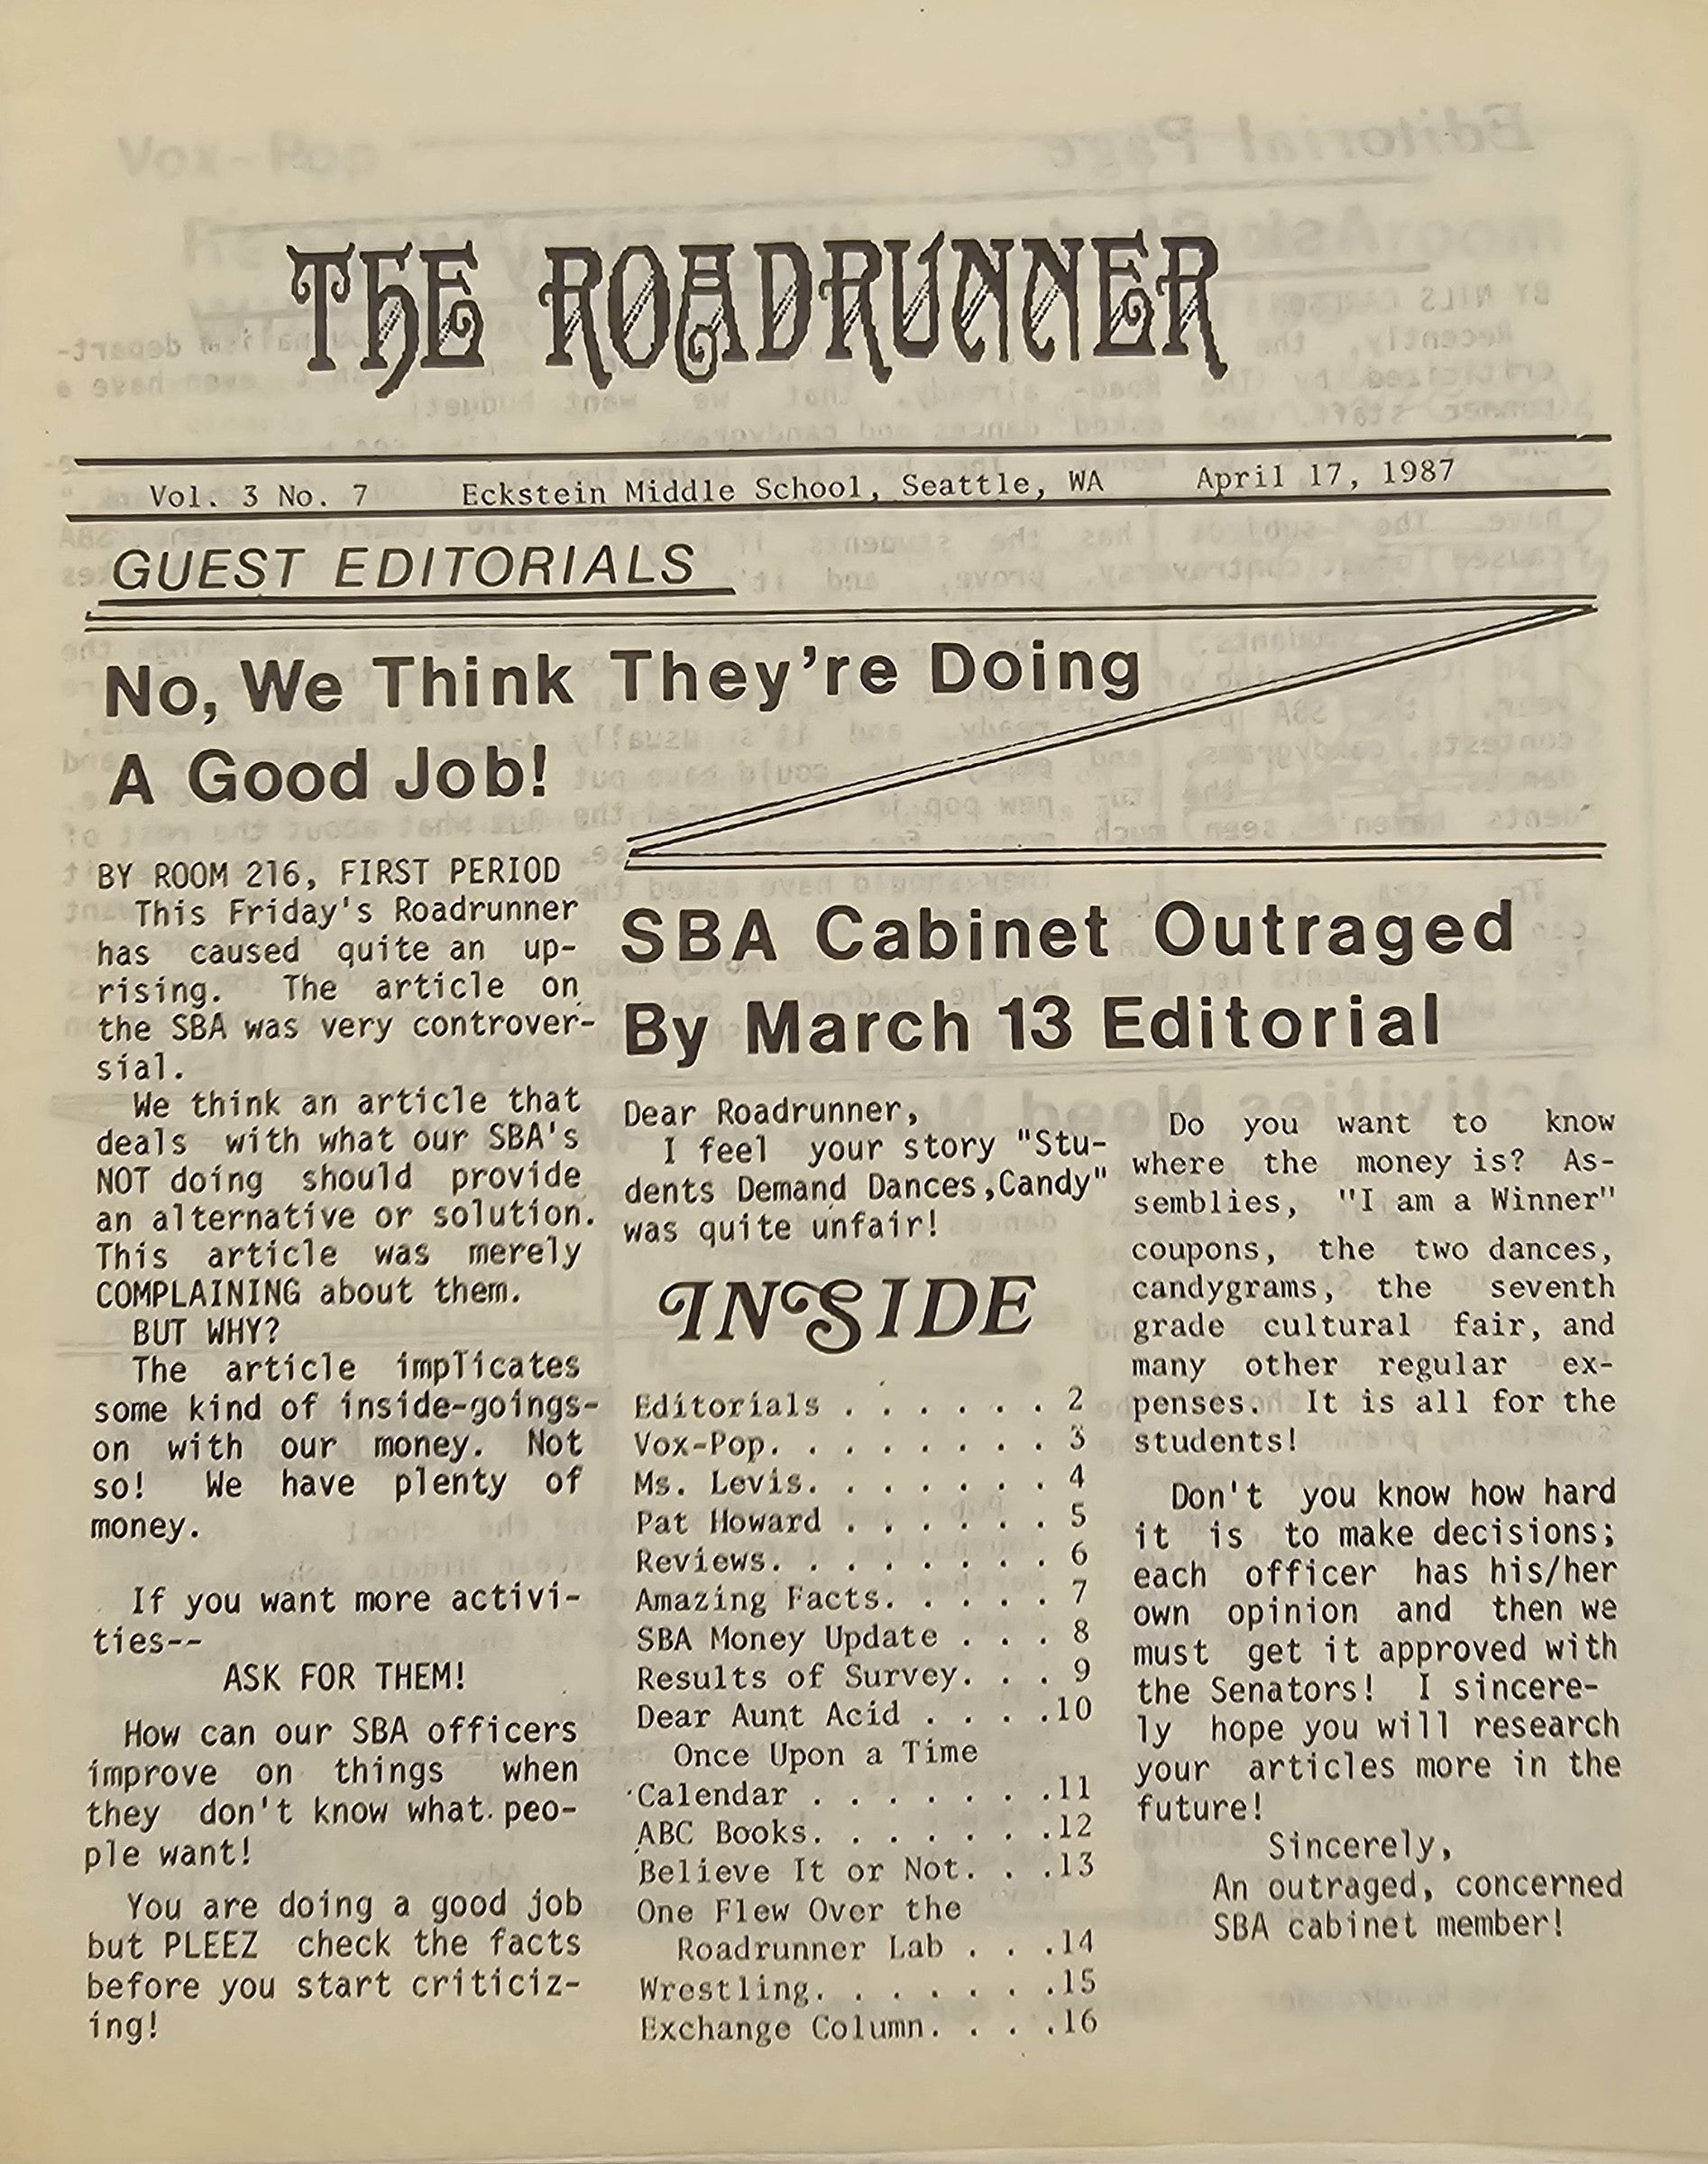 THE ROADRUNNER
Vol. 3 No. 7 Eckstein Middle School, Seattle, WA April 17, 1987
GUEST EDITORIALS
No, We Think They're Doing
A Good Job!
BY ROOM 216, FIRST PERIOD
This Friday's Roadrunner
has caused quite an up-
rising. The article on
the SBA was very controver-
sial.
We think an article that
deals with what our SBA's
NOT doing should provide
an alternative or solution.
This article was merely
COMPLAINING about them.
BUT WHY?
The article implicates
some kind of inside-goings-
on with our money. Not
so! We have plenty of
money.
If you want more activi-
ties--
ASK FOR THEM!
How can our SBA officers
improve on things when
they don't know what peo-
ple want!
You are doing a good job
but PLEEZ check the facts
before you start criticiz-
ing!
SBA Cabinet Outraged
By March 13 Editorial
Dear Roadrunner,
I feel your story "Stu-
dents Demand Dances,Candy"
was quite unfair!
INSIDE
Editorials . . . . . . 2
Vox-Pop. . . . . . . . 3
Ms. Levis. . . . . . . 4
Pat Howard . . . . . . 5
Reviews. . . . . . . . 6
Amazing Facts. . . . . 7
SBA Money Update . . . 8
Results of Survey. . . 9
Dear Aunt Acid . . . .10
Once Upon a Time
Calendar . . . . . . .11
ABC Books. . . . . . .12
Believe It or Not. . .13
One Flew Over the
Roadrunner Lab . . .14
Wrestling. . . . . . .15
Exchange Column. . . .16
Do you want to know
where the money is? As-
semblies, "I am a Winner"
coupons, the two dances,
candygrams, the seventh
grade cultural fair, and
many other regular ex-
penses. It is all for the
students!
Don't you know how hard
it is to make decisions;
each officer has his/her
own opinion and then we
must get it approved with
the Senators! I sincere-
ly hope you will research
your articles more in the
future!
Sincerely,
An outraged, concerned
SBA cabinet member!